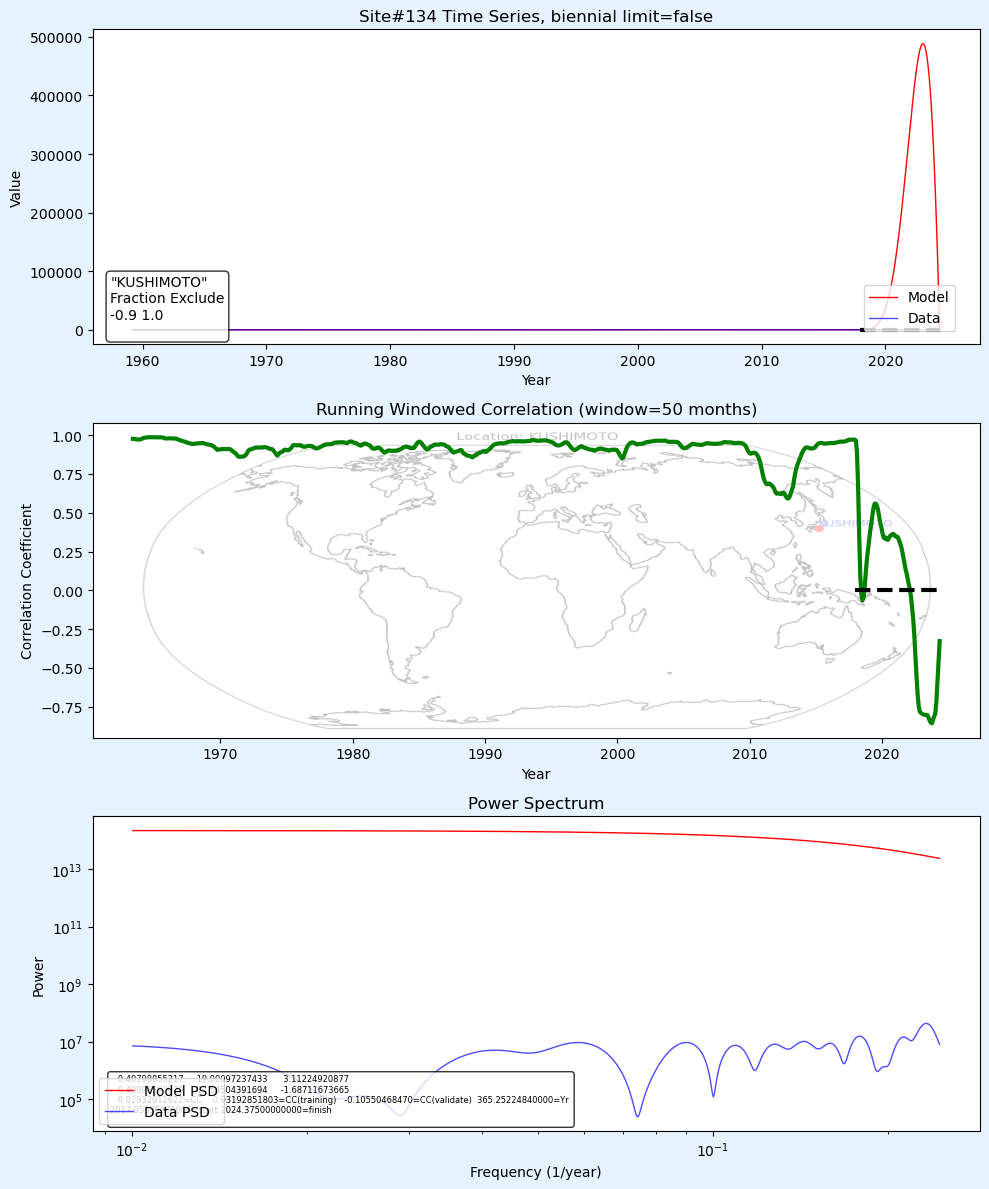 Site#134 Time Series, biennial limit=false
500000
400000
300000
200000
100000
0
Value
"KUSHIMOTO"
Fraction Exclude
-0.9 1.0
Model
Data
1960 1970 1980 1990 2000 2010 2020
Year
Running Windowed Correlation (window=50 months)
Location: KUSHIMOTO
KUSHIMOTO
1.00
0.75
0.50
0.25
0.00
−0.25
−0.50
−0.75
Correlation Coefficient
1970 1980 1990 2000 2010 2020
Year
Power Spectrum
10^13
10^11
10^9
10^7
10^5
Power
3.11224920877
-1.68711673665
=CC(training) -0.10550468470=CC(validate) 365.25224840000=Yr
2024.37500000000=finish
Model PSD
Data PSD
10^−2 10^−1
Frequency (1/year)